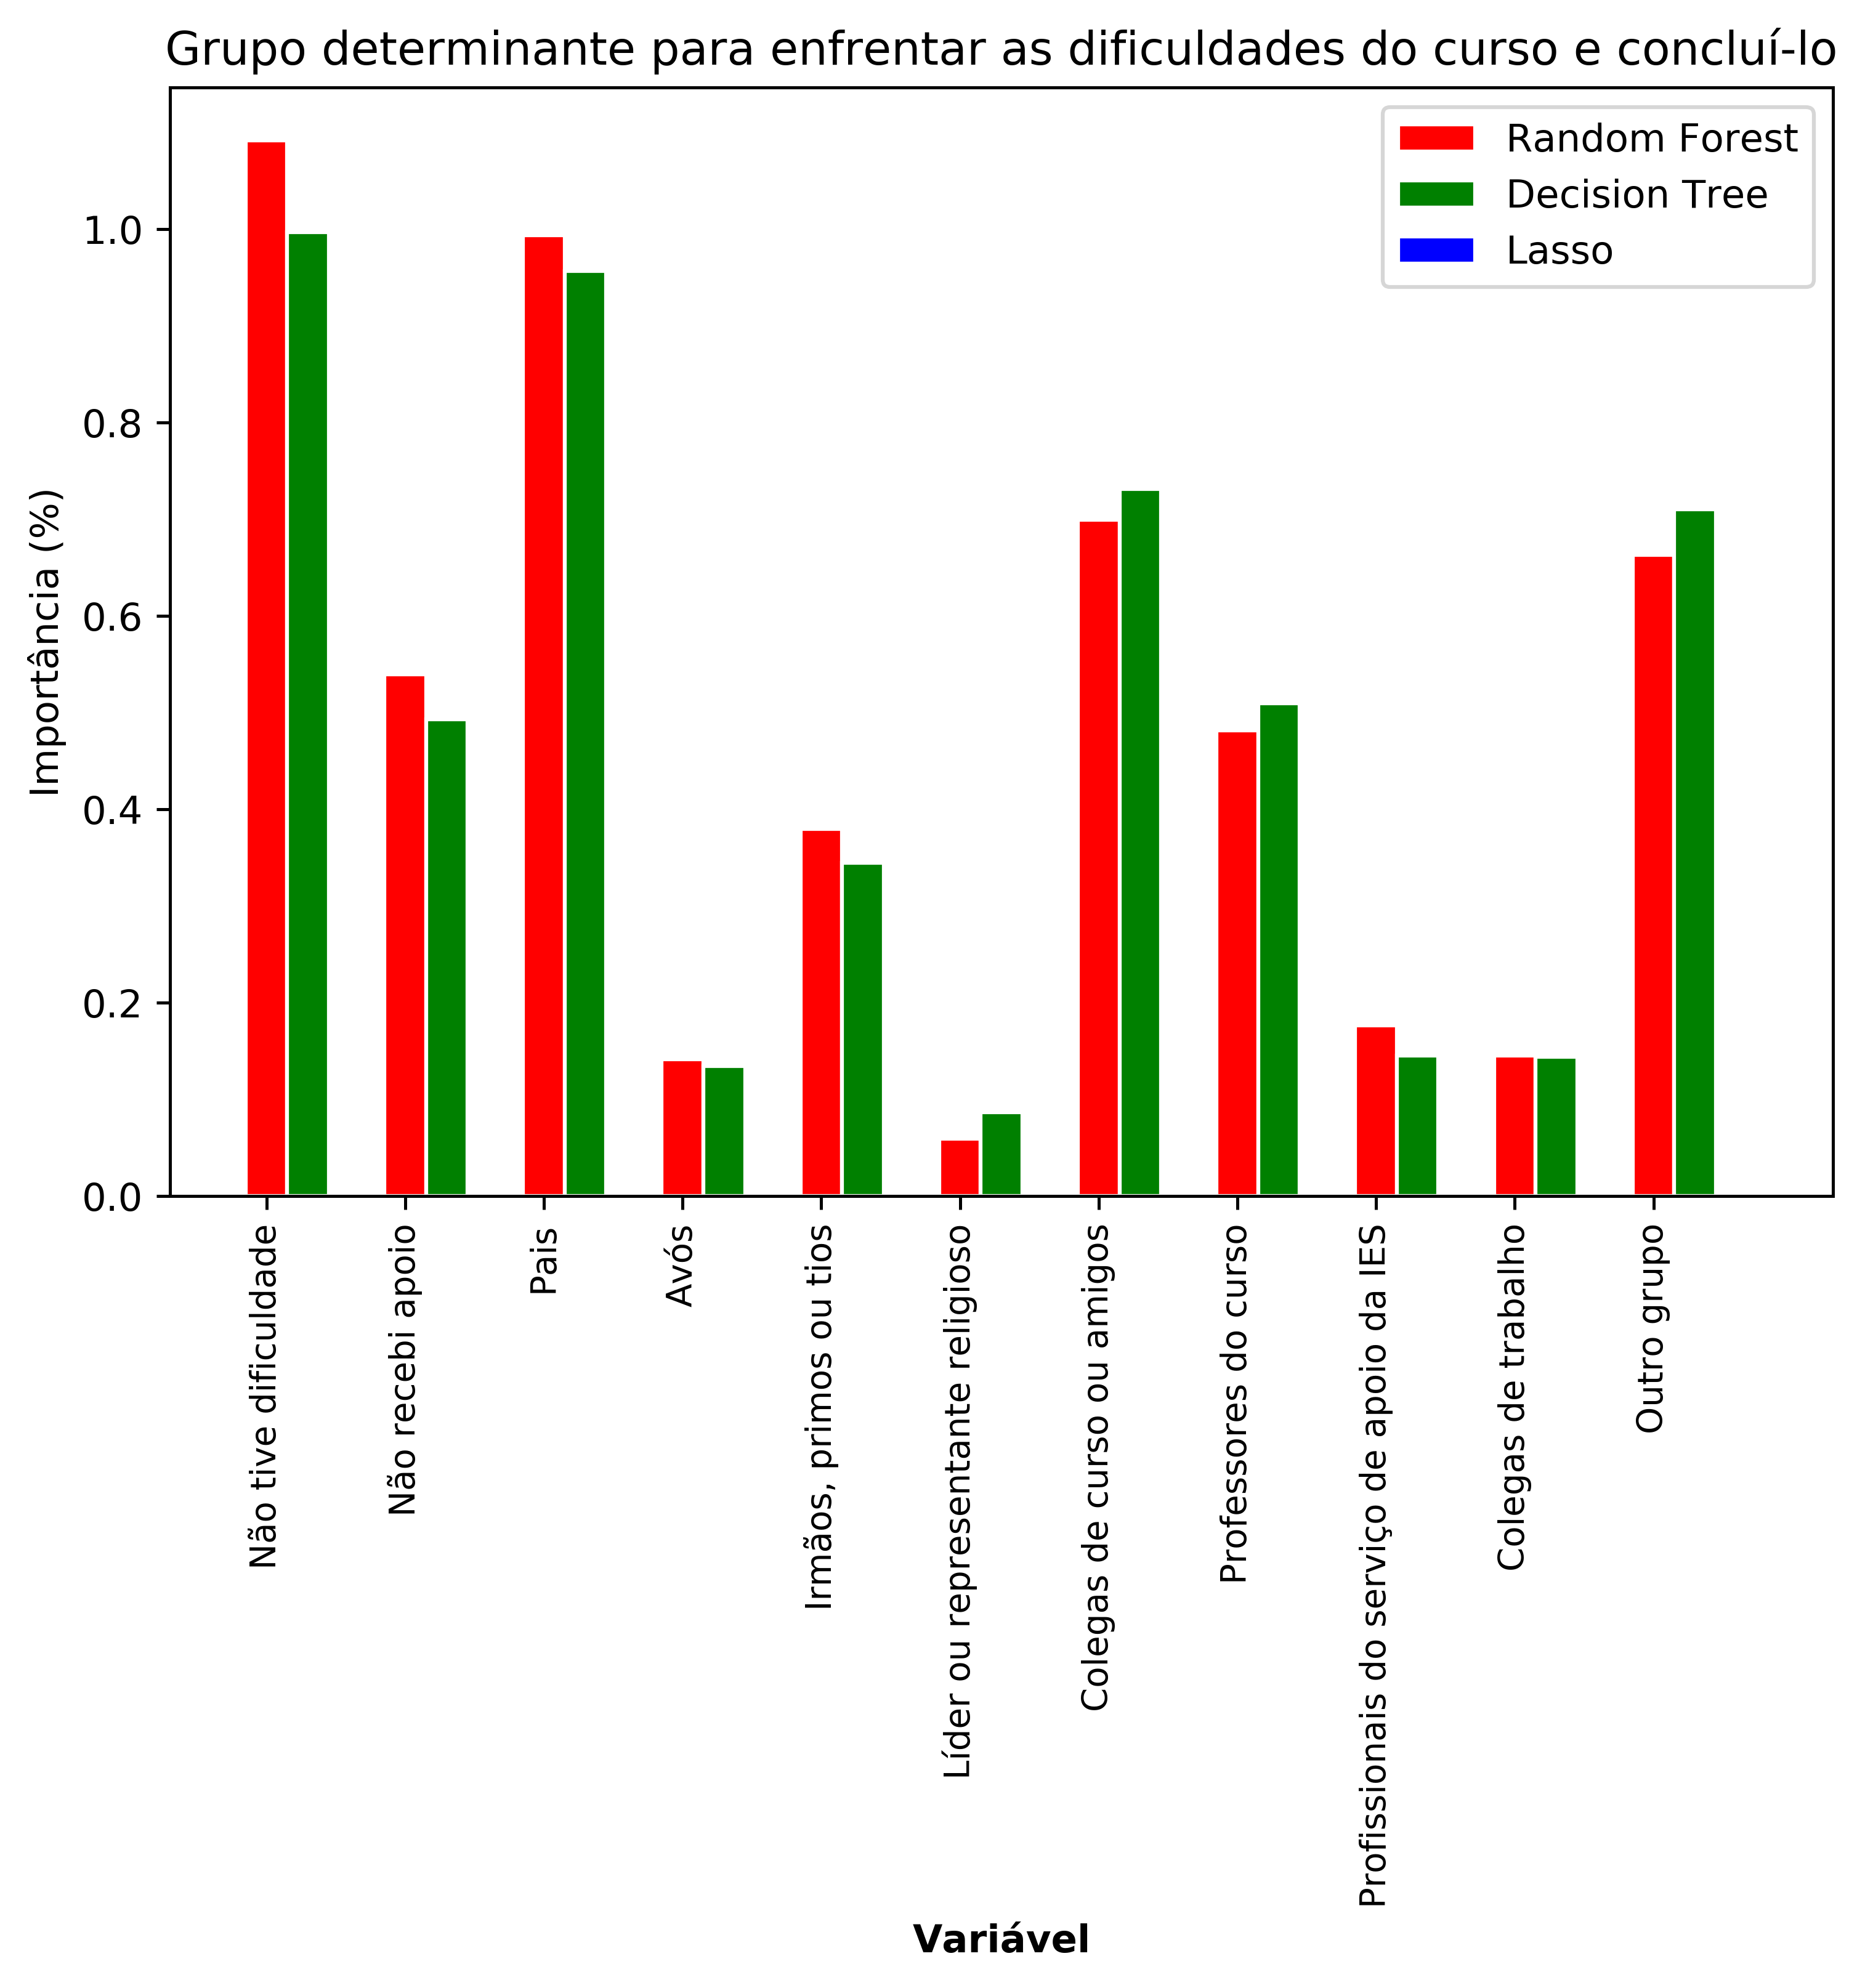 Grupo determinante para enfrentar as dificuldades do curso e concluí-lo
Random Forest
Decision Tree
Lasso
Importância (%)
1.0
0.8
0.6
0.4
0.2
0.0
Não tive dificuldade
Não recebi apoio
Pais
Avós
Irmãos, primos ou tios
Líder ou representante religioso
Colegas de curso ou amigos
Professores do curso
Profissionais do serviço de apoio da IES
Colegas de trabalho
Outro grupo
Variável